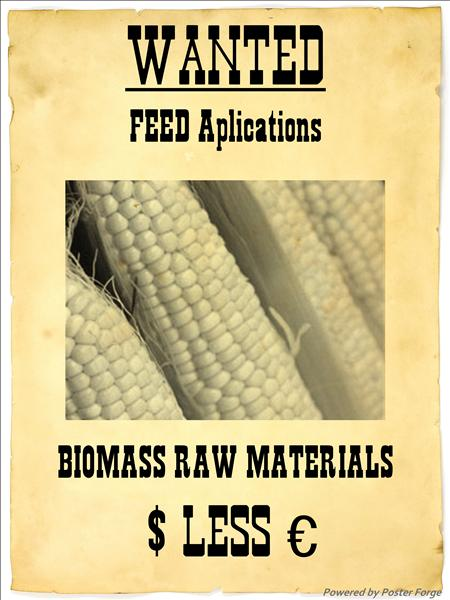 WANTED
FEED Aplications
BIOMASS RAW MATERIALS
$ LESS €
Powered by Poster Forge